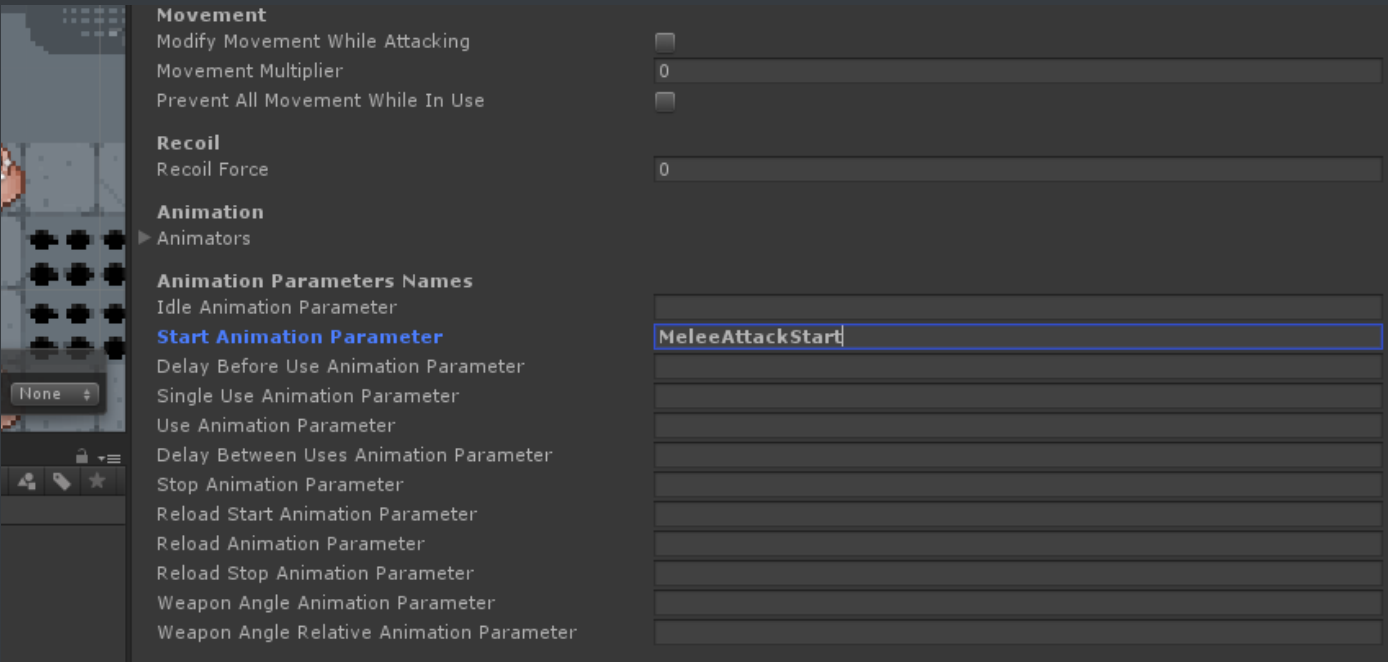 Movement
Modify Movement While Attacking
Movement Multiplier 0
Prevent All Movement While In Use
Recoil
Recoil Force 0
Animation
Animators
Animation Parameters Names
Idle Animation Parameter
Start Animation Parameter MeleeAttackStart
Delay Before Use Animation Parameter
Single Use Animation Parameter
None
Use Animation Parameter
Delay Between Uses Animation Parameter
Stop Animation Parameter
Reload Start Animation Parameter
Reload Animation Parameter
Reload Stop Animation Parameter
Weapon Angle Animation Parameter
Weapon Angle Relative Animation Parameter